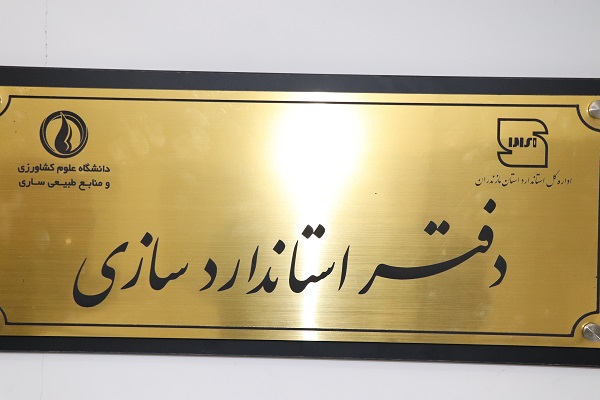 اداره کل استاندارد استان مازندران
دانشگاه علوم کشاورزی
و منابع طبیعی ساری
دفتر استاندارد سازی